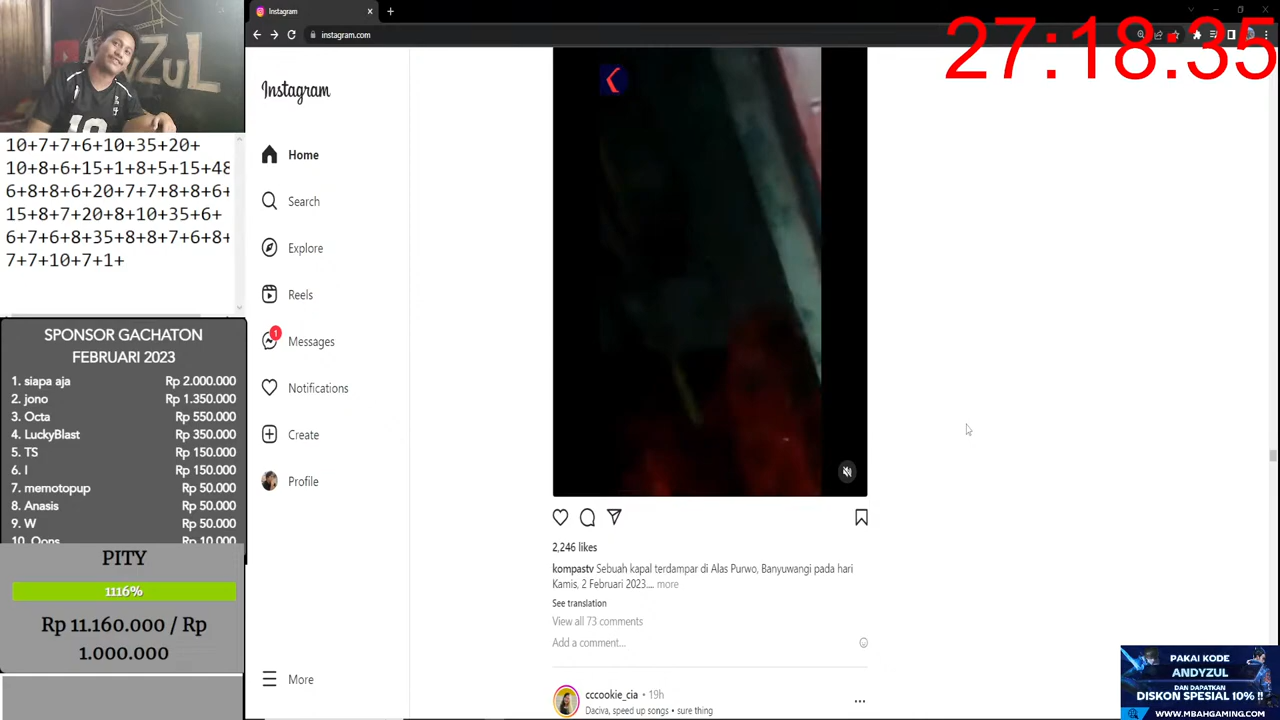 Instagram
instagram.com
27:18:35
10+7+7+6+10+35+20+
10+8+6+15+1+8+5+15+48
6+8+8+6+20+7+7+8+8+6+
15+8+7+20+8+10+35+6+
6+7+6+8+35+8+8+7+6+8+
7+7+10+7+1+
SPONSOR GACHATON
FEBRUARI 2023
1. siapa aja Rp 2.000.000
2. jono Rp 1.350.000
3. Octa Rp 550.000
4. LuckyBlast Rp 350.000
5. TS Rp 150.000
6. I Rp 150.000
7. memotopup Rp 50.000
8. Anasis Rp 50.000
9. W Rp 50.000
10. Oops Rp 10.000
PITY
1116%
Rp 11.160.000 / Rp
1.000.000
Instagram
Home
Search
Explore
Reels
1
Messages
Notifications
Create
Profile
More
2,246 likes
kompastv Sebuah kapal terdampar di Alas Purwo, Banyuwangi pada hari
Kamis, 2 Februari 2023.... more
See translation
View all 73 comments
Add a comment...
cccookie_cia • 19h
Daciva, speed up songs • sure thing
PAKAI KODE
ANDYZUL
DAN DAPATKAN
DISKON SPESIAL 10% !!
WWW.MBAHGAMING.COM